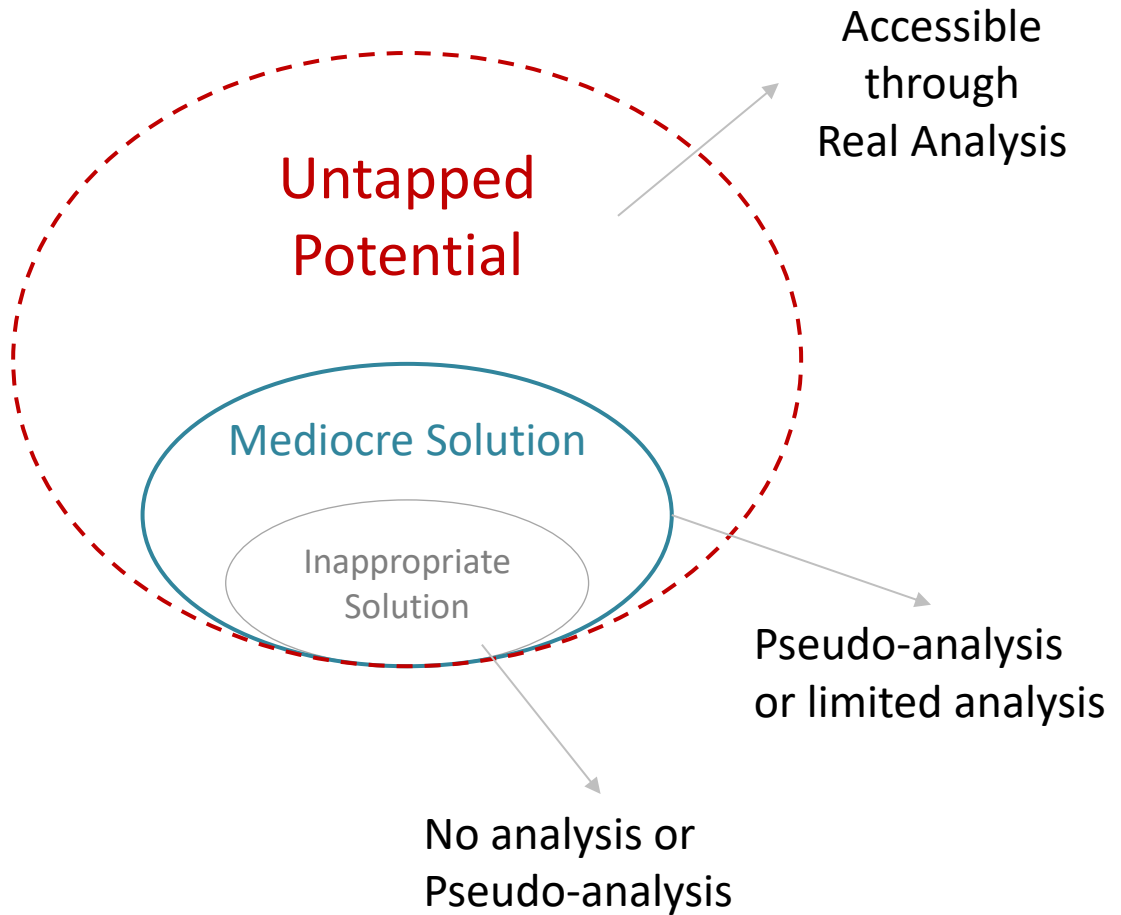 Accessible
through
Real Analysis
Untapped
Potential
Mediocre Solution
Inappropriate
Solution
Pseudo-analysis
or limited analysis
No analysis or
Pseudo-analysis